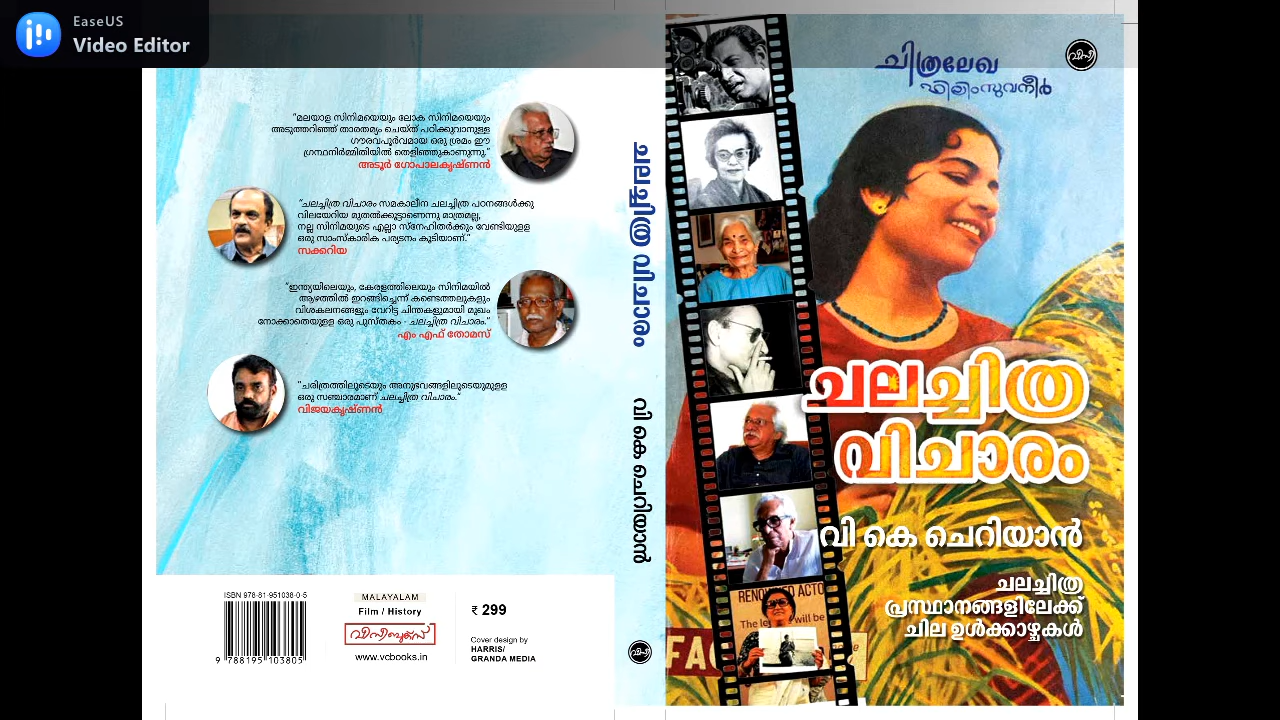 EaseUS
Video Editor
"മലയാള സിനിമയെയും ലോക സിനിമയെയും
അടുത്തറിഞ്ഞ് താരതമ്യം ചെയ്ത് പഠിക്കുവാനുള്ള
ഗൗരവപൂർവമായ ഒരു ശ്രമം ഈ
ഗ്രന്ഥനിർമ്മിതിയിൽ തെളിഞ്ഞുകാണുന്നു."
അടൂർ ഗോപാലകൃഷ്ണൻ
"ചലച്ചിത്ര വിചാരം സമകാലിന ചലച്ചിത്ര പഠനങ്ങൾക്കു
വിലയേറിയ മുതൽക്കൂട്ടാണെന്നു മാത്രമല്ല,
നല്ല സിനിമയുടെ എല്ലാ സ്നേഹിതർക്കും വേണ്ടിയുള്ള
ഒരു സാംസ്കാരിക പര്യടനം കൂടിയാണ്."
സക്കറിയ
"ഇന്ത്യയിലെയും, കേരളത്തിലെയും സിനിമയിൽ
ആഴത്തിൽ ഇറങ്ങിച്ചെന്ന് കണ്ടെത്തലുകളും
വിശകലനങ്ങളും വേറിട്ട ചിന്തകളുമായി മുഖം
നോക്കാതെയുള്ള ഒരു പുസ്തകം - ചലച്ചിത്ര വിചാരം."
എം എഫ് തോമസ്
"ചരിത്രത്തിലൂടെയും അനുഭവങ്ങളിലൂടെയുമുള്ള
ഒരു സഞ്ചാരമാണ് ചലച്ചിത്ര വിചാരം."
വിജയകൃഷ്ണൻ
ISBN 978-81-951038-0-5
9 788195 103805
MALAYALAM
Film / History
വിസീബുക്സ്
www.vcbooks.in
₹ 299
Cover design by
HARRIS/
GRANDA MEDIA
ചലച്ചിത്ര വിചാരം
വി കെ ചെറിയാൻ
വിസി
ചിത്രലേഖ
ഫിലിംസുവനീർ
വിസി
ചലച്ചിത്ര
വിചാരം
വി കെ ചെറിയാൻ
ചലച്ചിത്ര
പ്രസ്ഥാനങ്ങളിലേക്ക്
ചില ഉൾക്കാഴ്ചകൾ